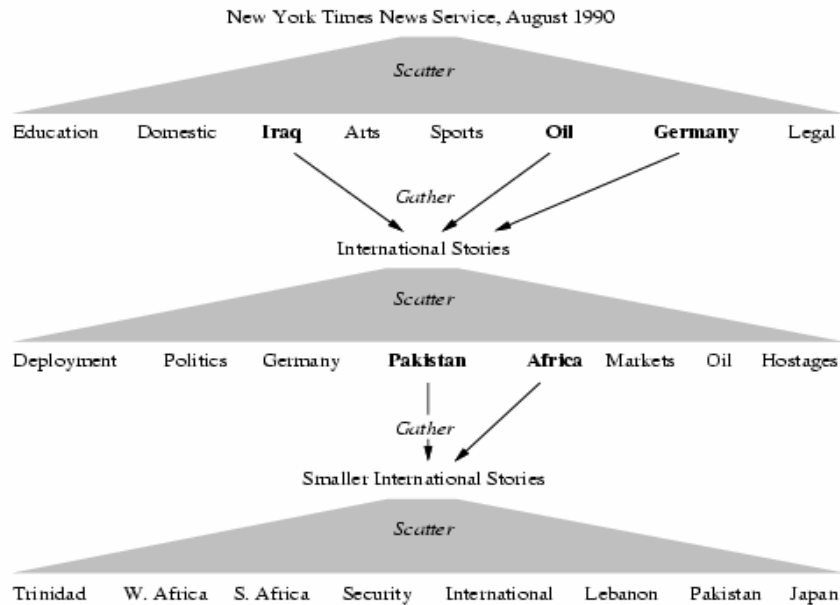 New York Times News Service, August 1990
Scatter
Education Domestic Iraq Arts Sports Oil Germany Legal
Gather
International Stories
Scatter
Deployment Politics Germany Pakistan Africa Markets Oil Hostages
Gather
Smaller International Stories
Scatter
Trinidad W. Africa S. Africa Security International Lebanon Pakistan Japan